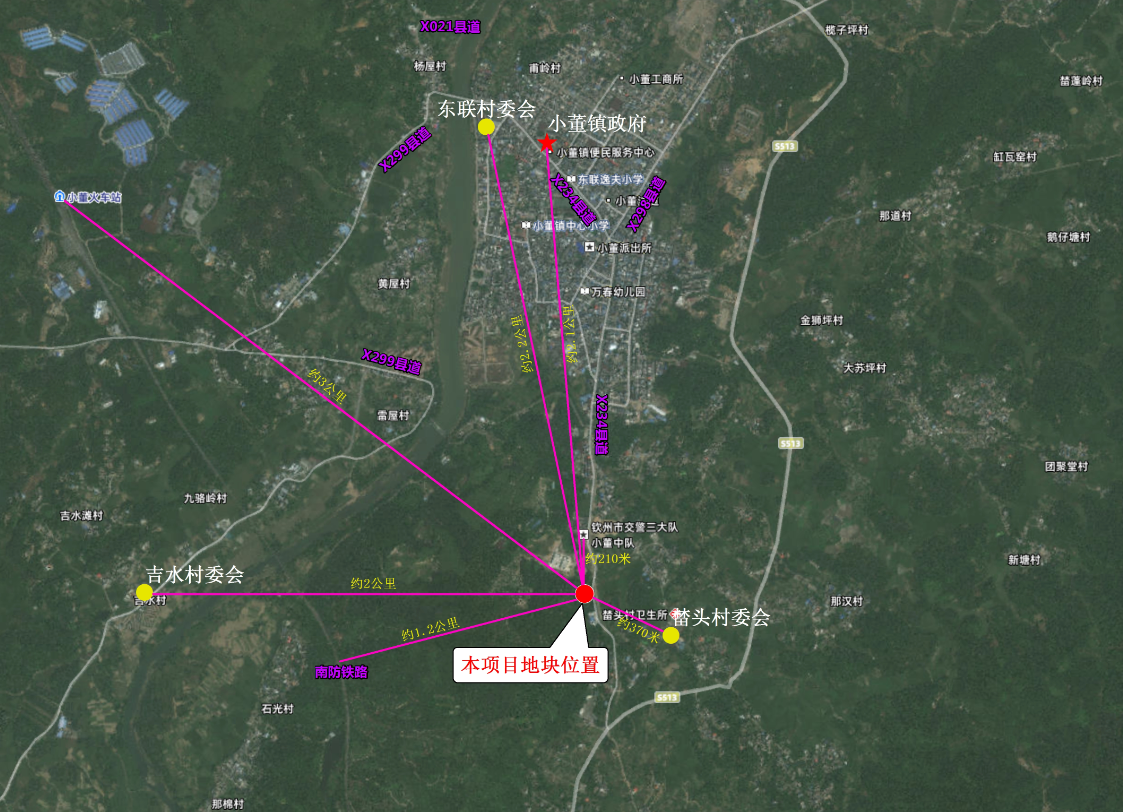 X021县道
榄子坪村
杨屋村
甫岭村
小董工商所
榃蓬岭村
东联村委会
小董镇政府
X299县道
S513
小董镇便民服务中心
缸瓦窑村
东联逸夫小学
X234县道
X298县道
小董火车站
那道村
小董镇中心小学
小董派出所
鹅仔塘村
黄屋村
万春幼儿园
约2.2公里
金狮坪村
X299县道
约3公里
大苏坪村
雷屋村
X234县道
S513
团聚堂村
九骆岭村
吉水滩村
钦州市交警三大队
小董中队
约210米
新塘村
吉水村委会
约2公里
吉水村
那汉村
榃头村卫生所
榃头村委会
约1.2公里
约370米
本项目地块位置
南防铁路
S513
石光村
那棉村